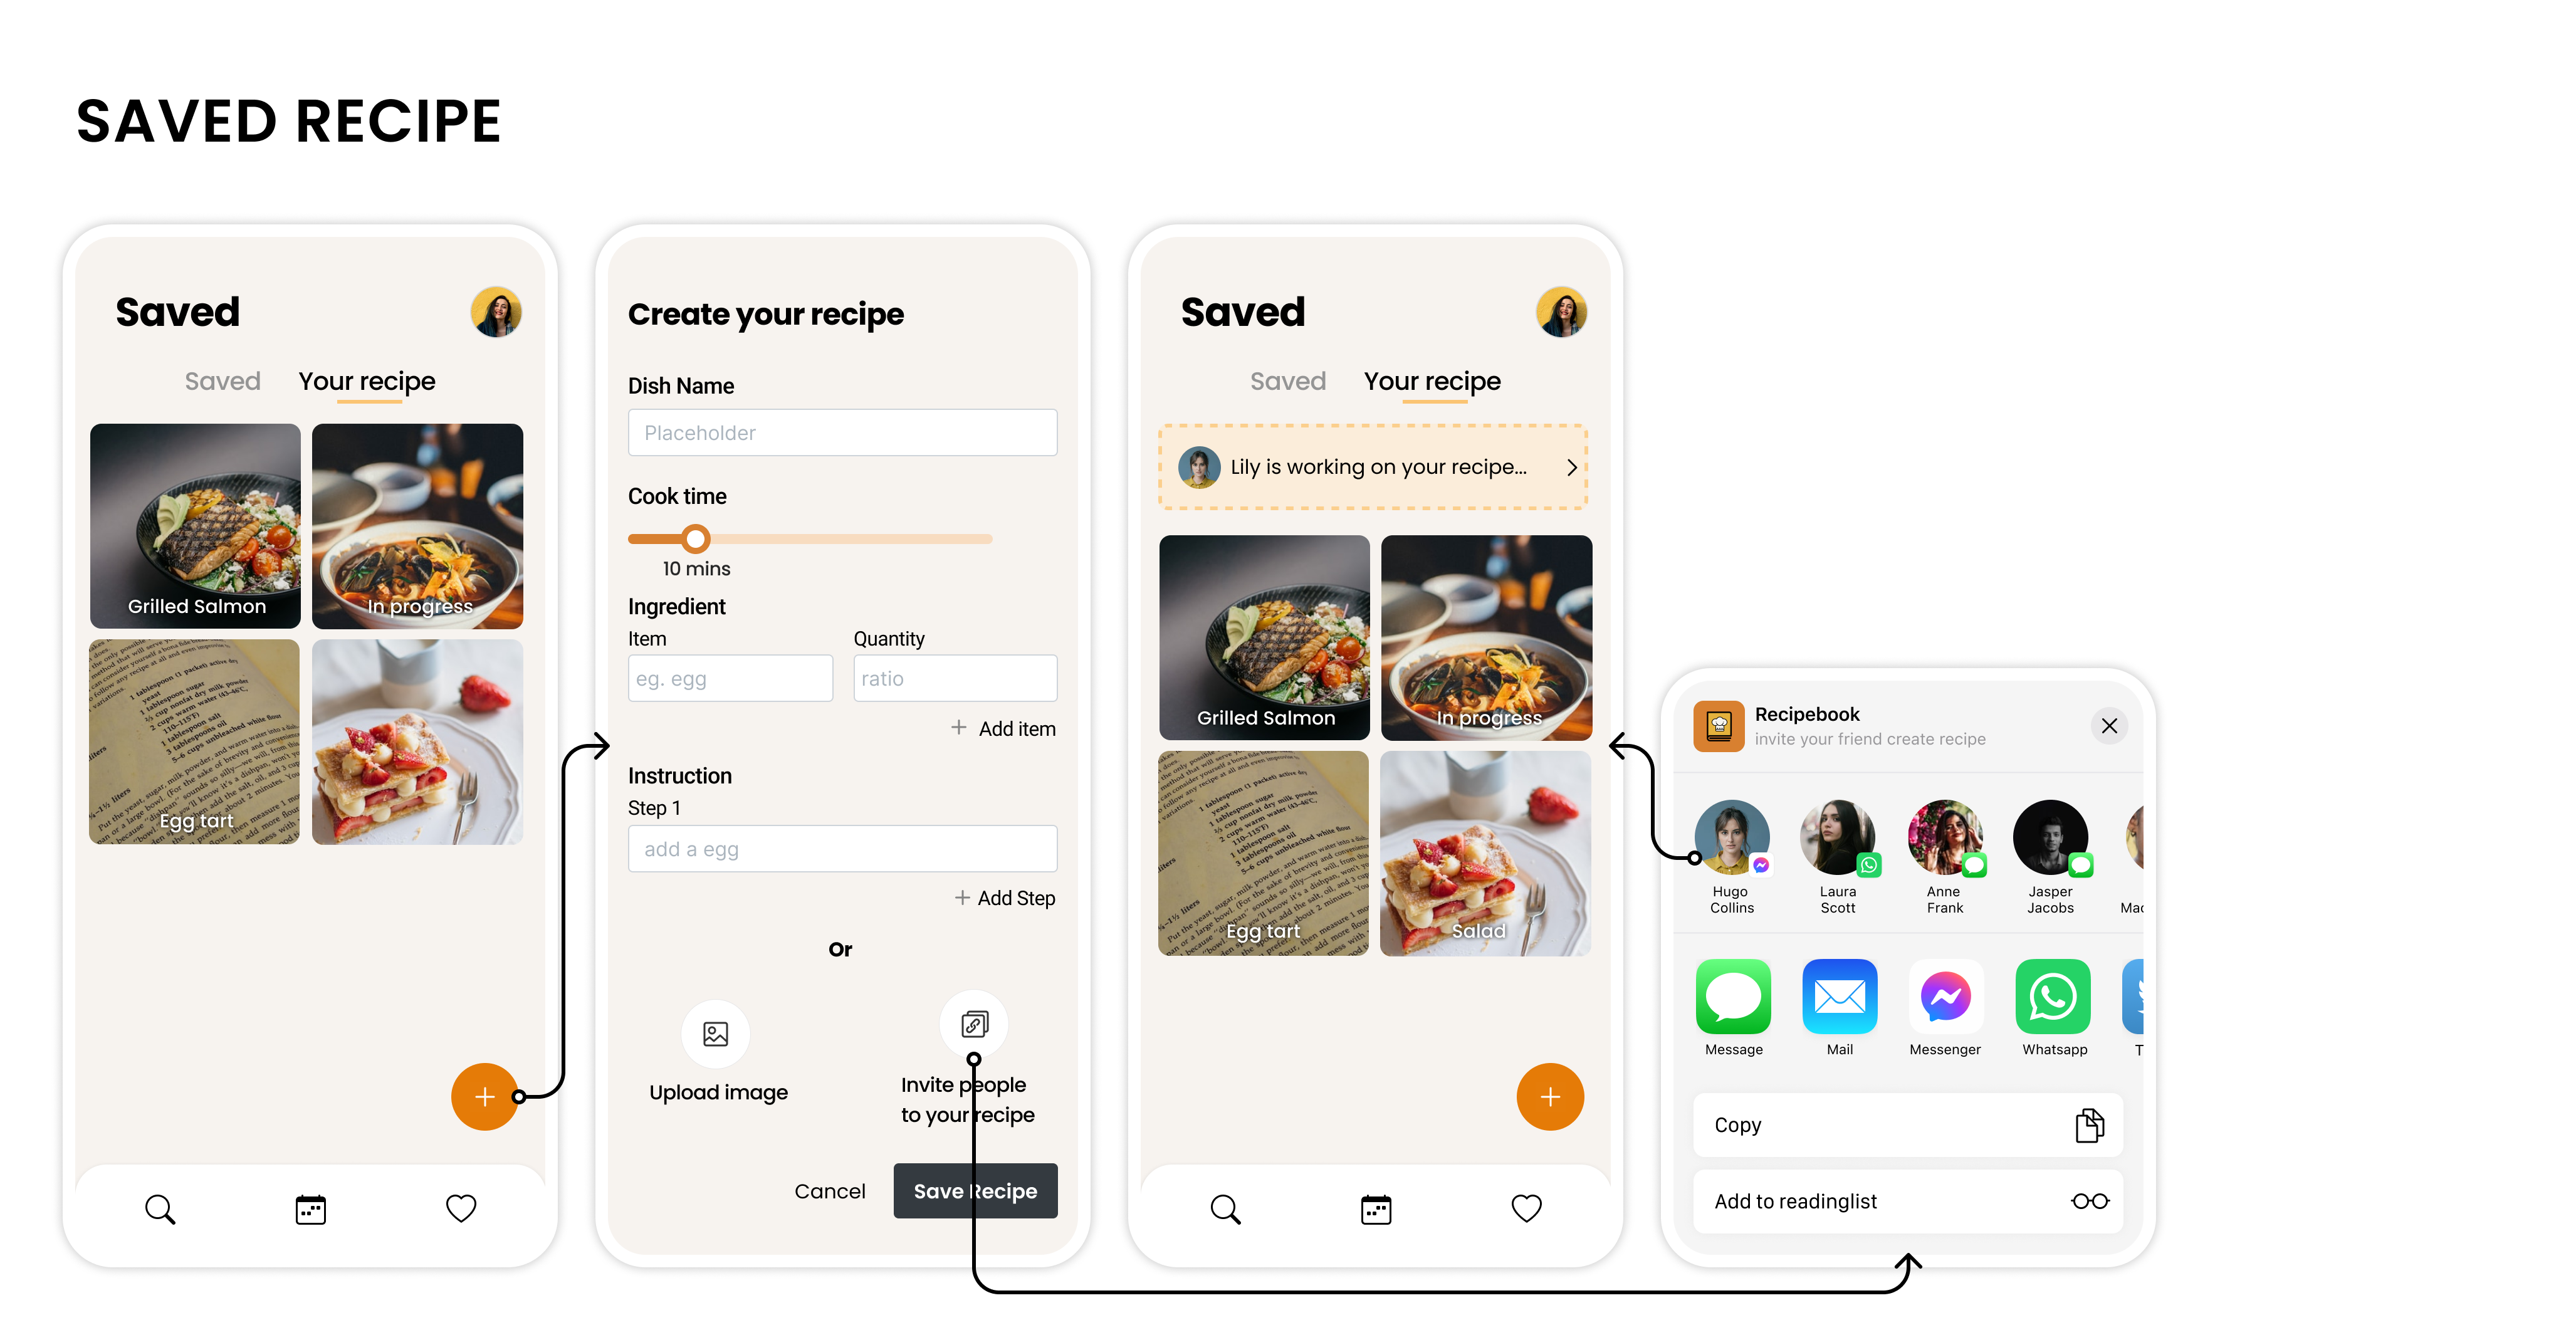 SAVED RECIPE
Saved
Saved Your recipe
Grilled Salmon
In progress
Egg tart
Create your recipe
Dish Name
Placeholder
Cook time
10 mins
Ingredient
Item Quantity
eg. egg ratio
+ Add item
Instruction
Step 1
add a egg
+ Add Step
Or
Upload image
Invite people
to your recipe
Cancel Save Recipe
Saved
Saved Your recipe
Lily is working on your recipe...
Grilled Salmon
In progress
Egg tart
Salad
Recipebook
invite your friend create recipe
Hugo
Collins
Laura
Scott
Anne
Frank
Jasper
Jacobs
Message
Mail
Messenger
Whatsapp
Copy
Add to readinglist